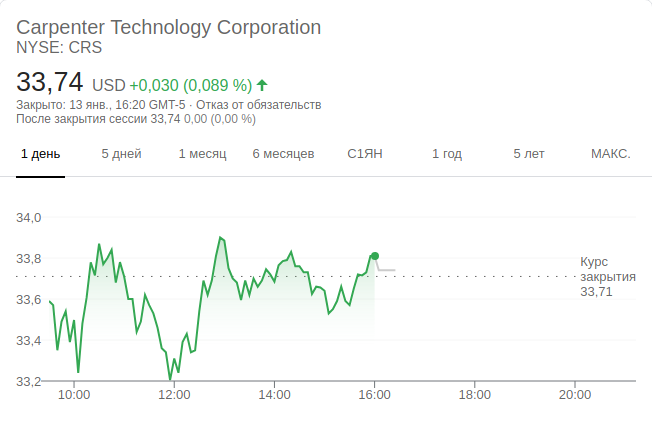 Carpenter Technology Corporation
NYSE: CRS
33,74 USD +0,030 (0,089 %)
Закрыто: 13 янв., 16:20 GMT-5 · Отказ от обязательств
После закрытия сессии 33,74 0,00 (0,00 %)
1 день 5 дней 1 месяц 6 месяцев С1ЯН 1 год 5 лет МАКС.
34,0
33,8
33,6
33,4
33,2
Курс
закрытия
33,71
10:00 12:00 14:00 16:00 18:00 20:00